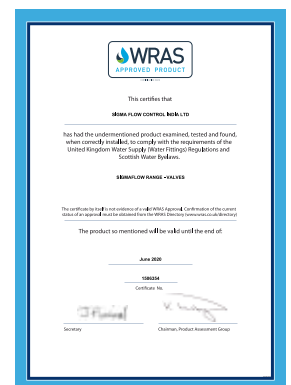 WRAS
APPROVED PRODUCT
This certifies that
SIGMA FLOW CONTROL INDIA LTD
has had the undermentioned product examined, tested and found,
when correctly installed, to comply with the requirements of the
United Kingdom Water Supply (Water Fittings) Regulations and
Scottish Water Byelaws.
SIGMAFLOW RANGE -VALVES
The certificate by itself is not evidence of a valid WRAS Approval. Confirmation of the current
status of an approval must be obtained from the WRAS Directory (www.wras.co.uk/directory)
The product so mentioned will be valid until the end of:
June 2020
1506354
Certificate No.
Secretary
Chairman, Product Assessment Group